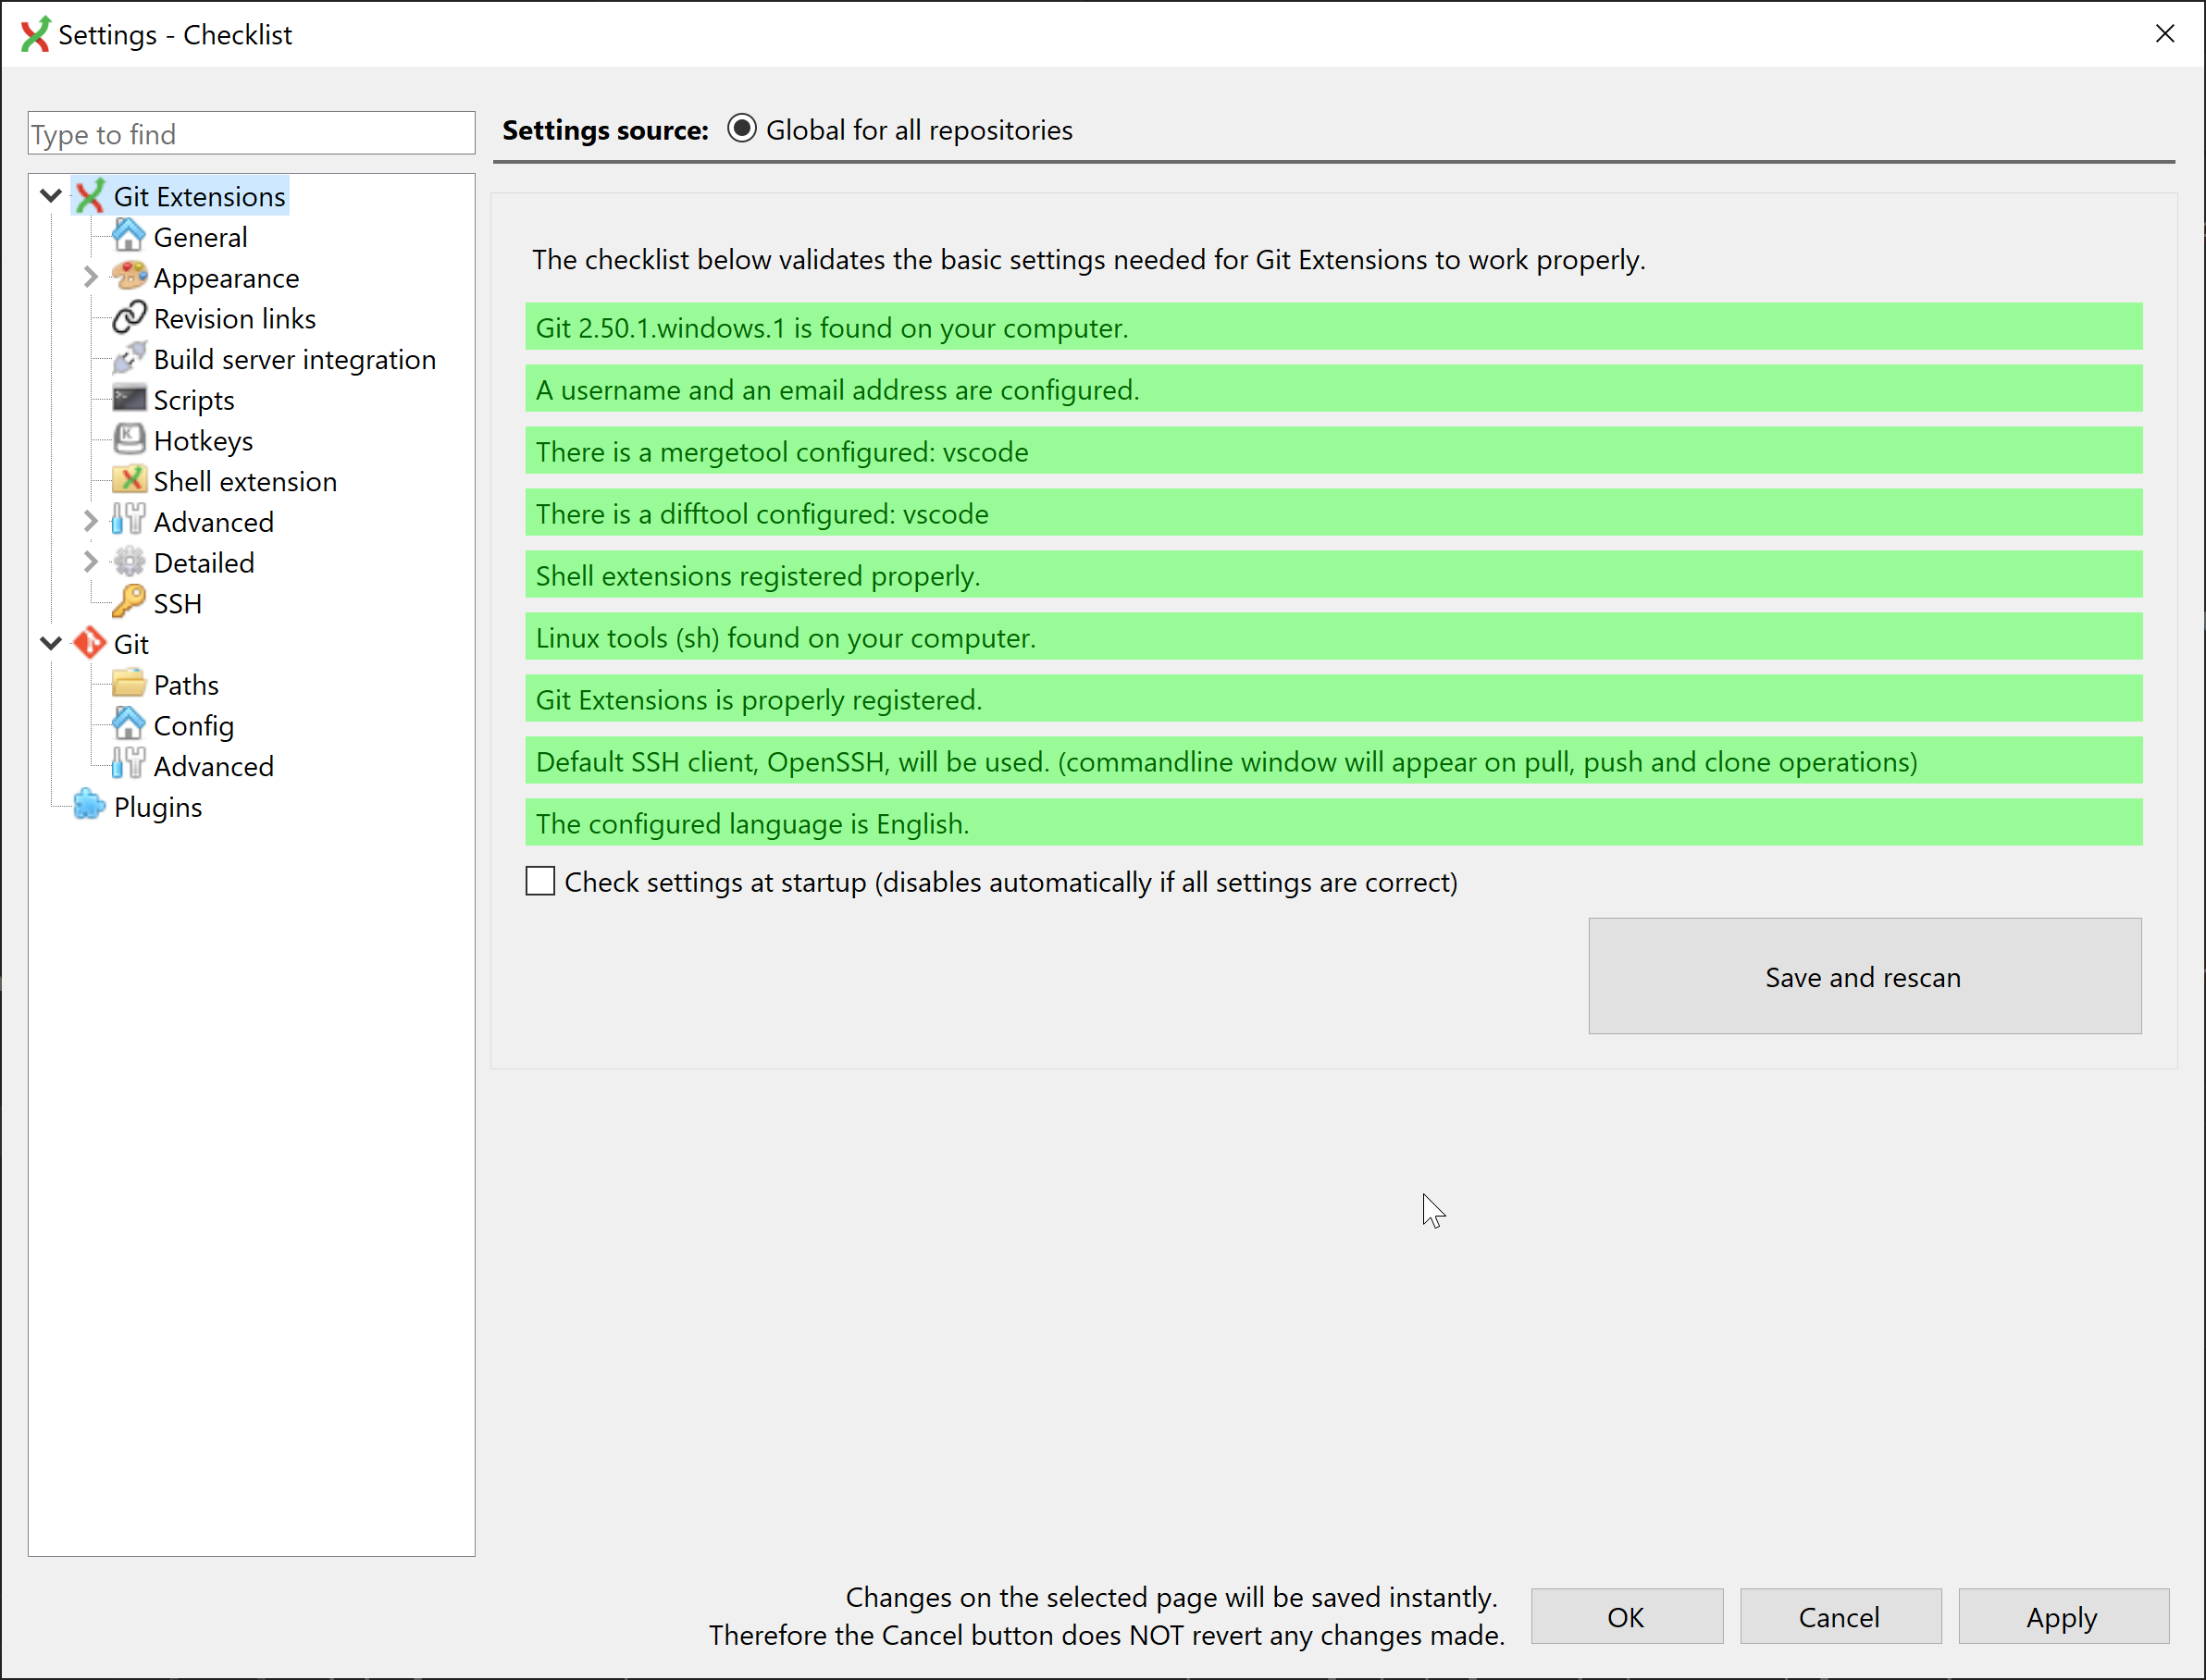 Settings - Checklist
Type to find
Settings source: Global for all repositories
Git Extensions
General
Appearance
Revision links
Build server integration
Scripts
Hotkeys
Shell extension
Advanced
Detailed
SSH
Git
Paths
Config
Advanced
Plugins
The checklist below validates the basic settings needed for Git Extensions to work properly.
Git 2.50.1.windows.1 is found on your computer.
A username and an email address are configured.
There is a mergetool configured: vscode
There is a difftool configured: vscode
Shell extensions registered properly.
Linux tools (sh) found on your computer.
Git Extensions is properly registered.
Default SSH client, OpenSSH, will be used. (commandline window will appear on pull, push and clone operations)
The configured language is English.
Check settings at startup (disables automatically if all settings are correct)
Save and rescan
Changes on the selected page will be saved instantly.
Therefore the Cancel button does NOT revert any changes made.
OK
Cancel
Apply